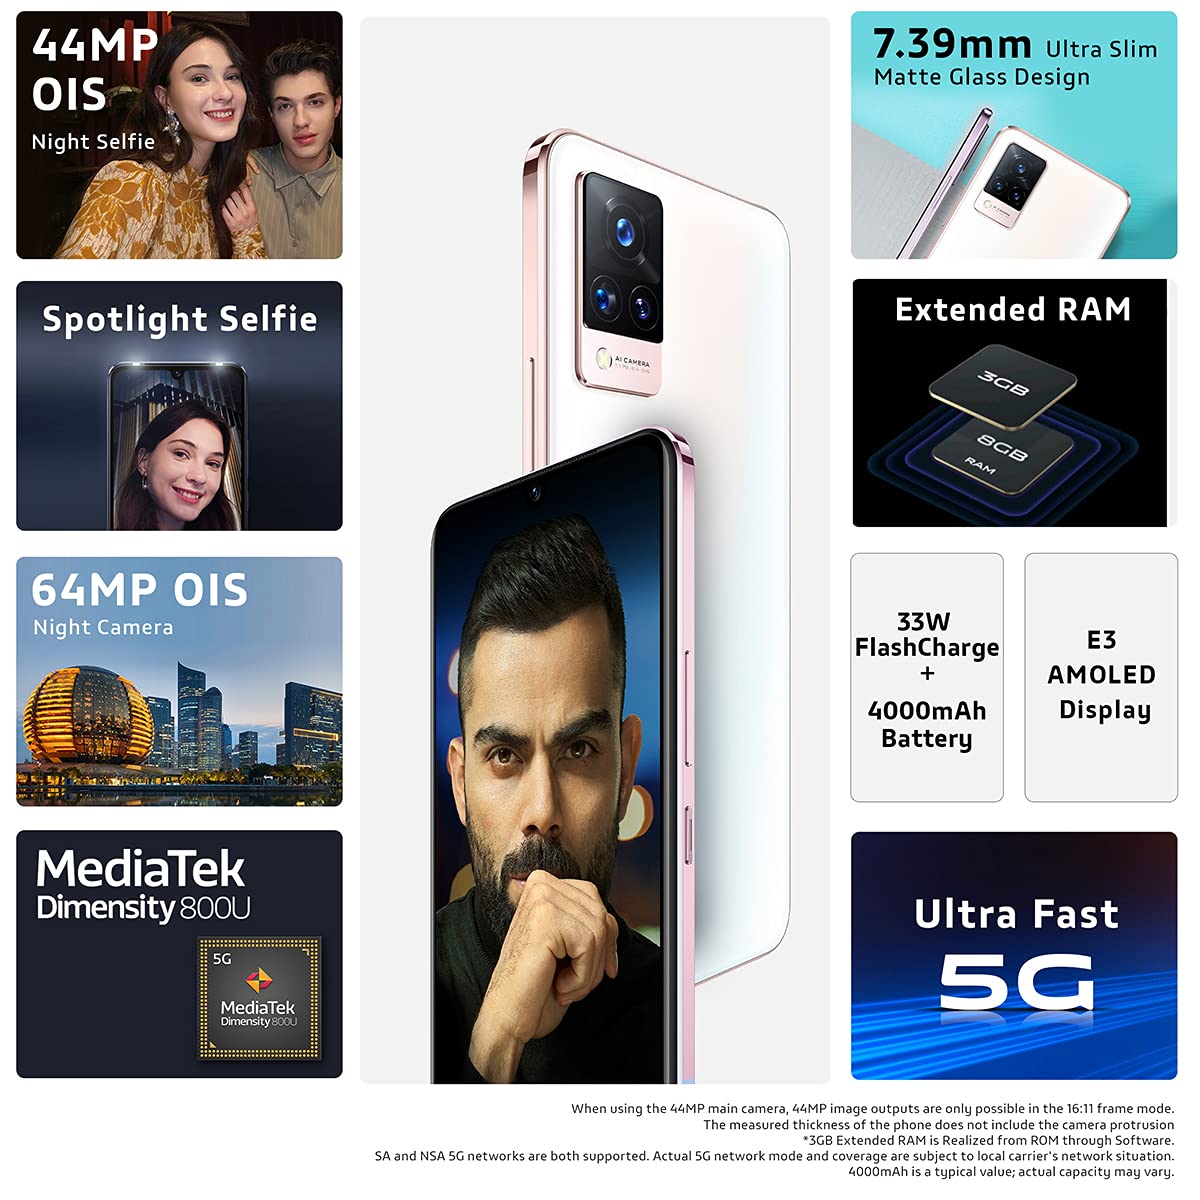 44MP
OIS
Night Selfie
Spotlight Selfie
64MP OIS
Night Camera
MediaTek
Dimensity 800U
5G
MediaTek
Dimensity 800U
AI CAMERA
7.39mm Ultra Slim
Matte Glass Design
AI CAMERA
Extended RAM
3GB
8GB
RAM
33W
FlashCharge
+
4000mAh
Battery
E3
AMOLED
Display
Ultra Fast
5G
When using the 44MP main camera, 44MP image outputs are only possible in the 16:11 frame mode.
The measured thickness of the phone does not include the camera protrusion
*3GB Extended RAM is Realized from ROM through Software.
SA and NSA 5G networks are both supported. Actual 5G network mode and coverage are subject to local carrier's network situation.
4000mAh is a typical value; actual capacity may vary.